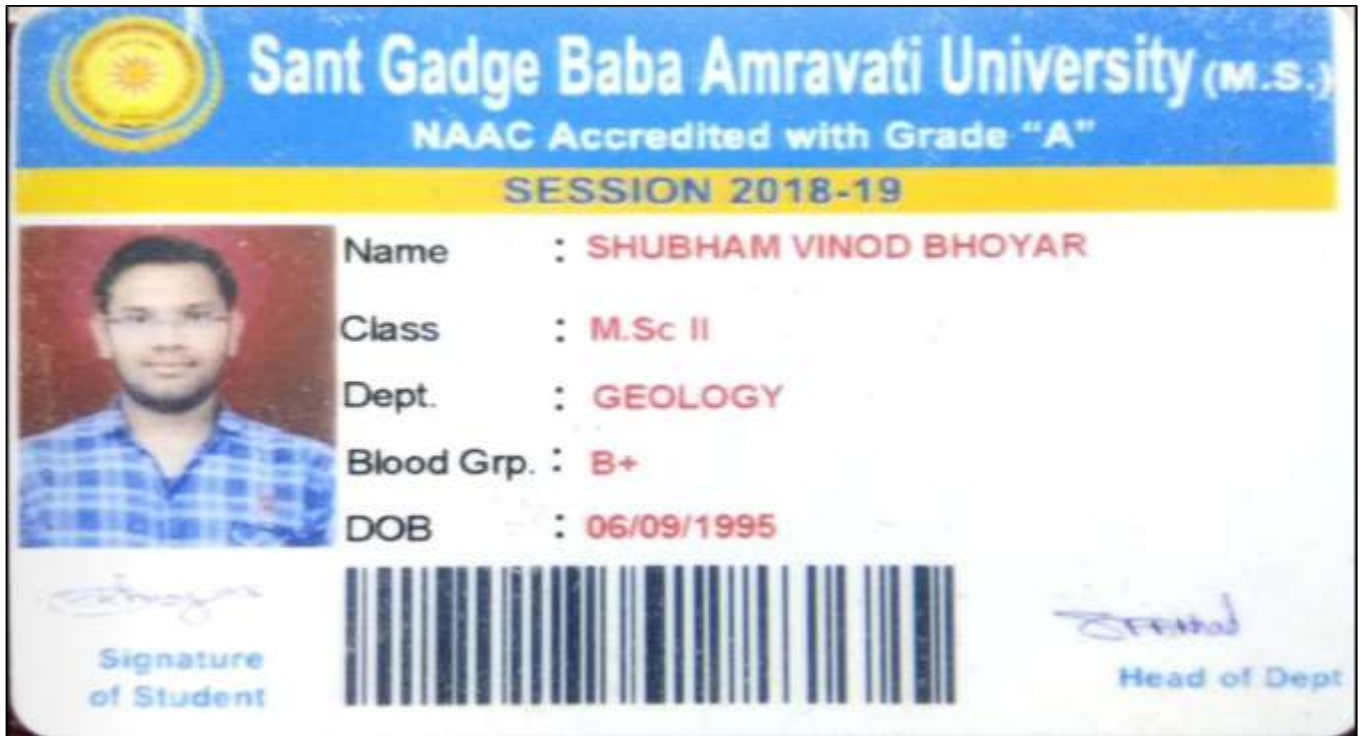 Sant Gadge Baba Amravati University (M.S.)
NAAC Accredited with Grade “A”
SESSION 2018-19
Name : SHUBHAM VINOD BHOYAR
Class : M.Sc II
Dept. : GEOLOGY
Blood Grp. : B+
DOB : 06/09/1995
Signature
of Student
Head of Dept